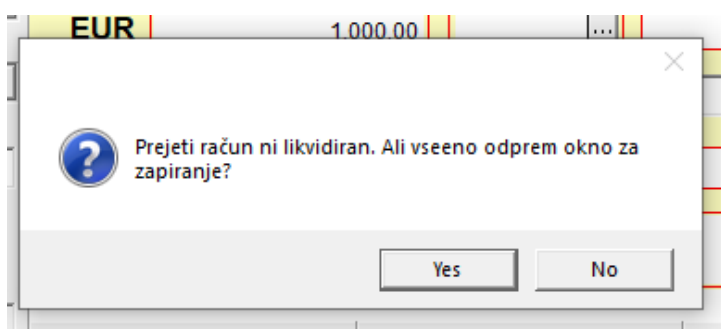 EUR 1.000,00 ...
Prejeti račun ni likvidiran. Ali vseeno odprem okno za
zapiranje?
Yes No